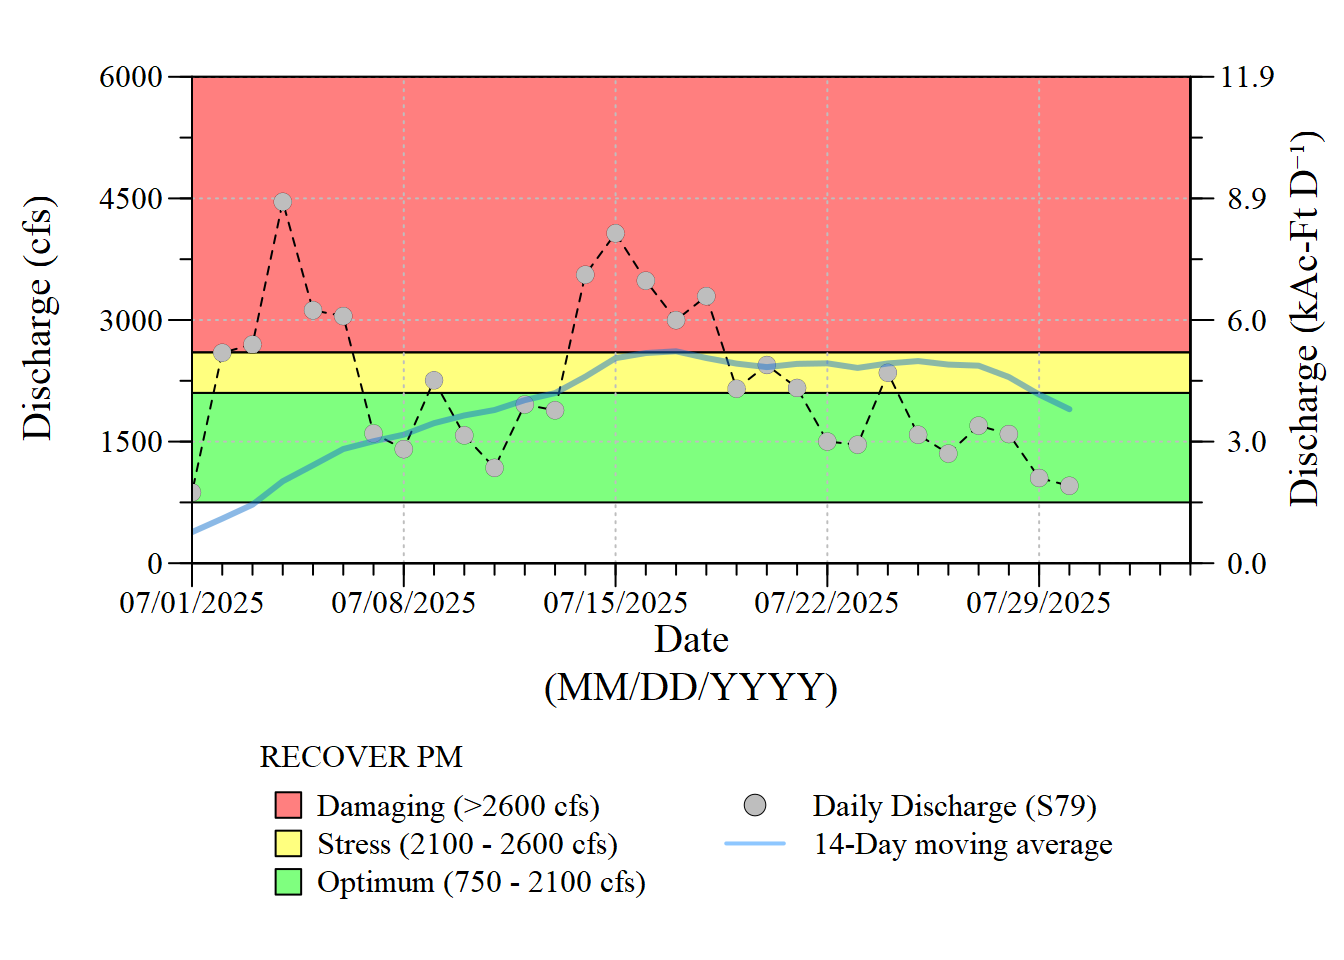 6000
4500
3000
1500
0
Discharge (cfs)
11.9
8.9
6.0
3.0
0.0
Discharge (kAc-Ft D⁻¹)
07/01/2025 07/08/2025 07/15/2025 07/22/2025 07/29/2025
Date
(MM/DD/YYYY)
RECOVER PM
Damaging (>2600 cfs)
Stress (2100 - 2600 cfs)
Optimum (750 - 2100 cfs)
Daily Discharge (S79)
14-Day moving average